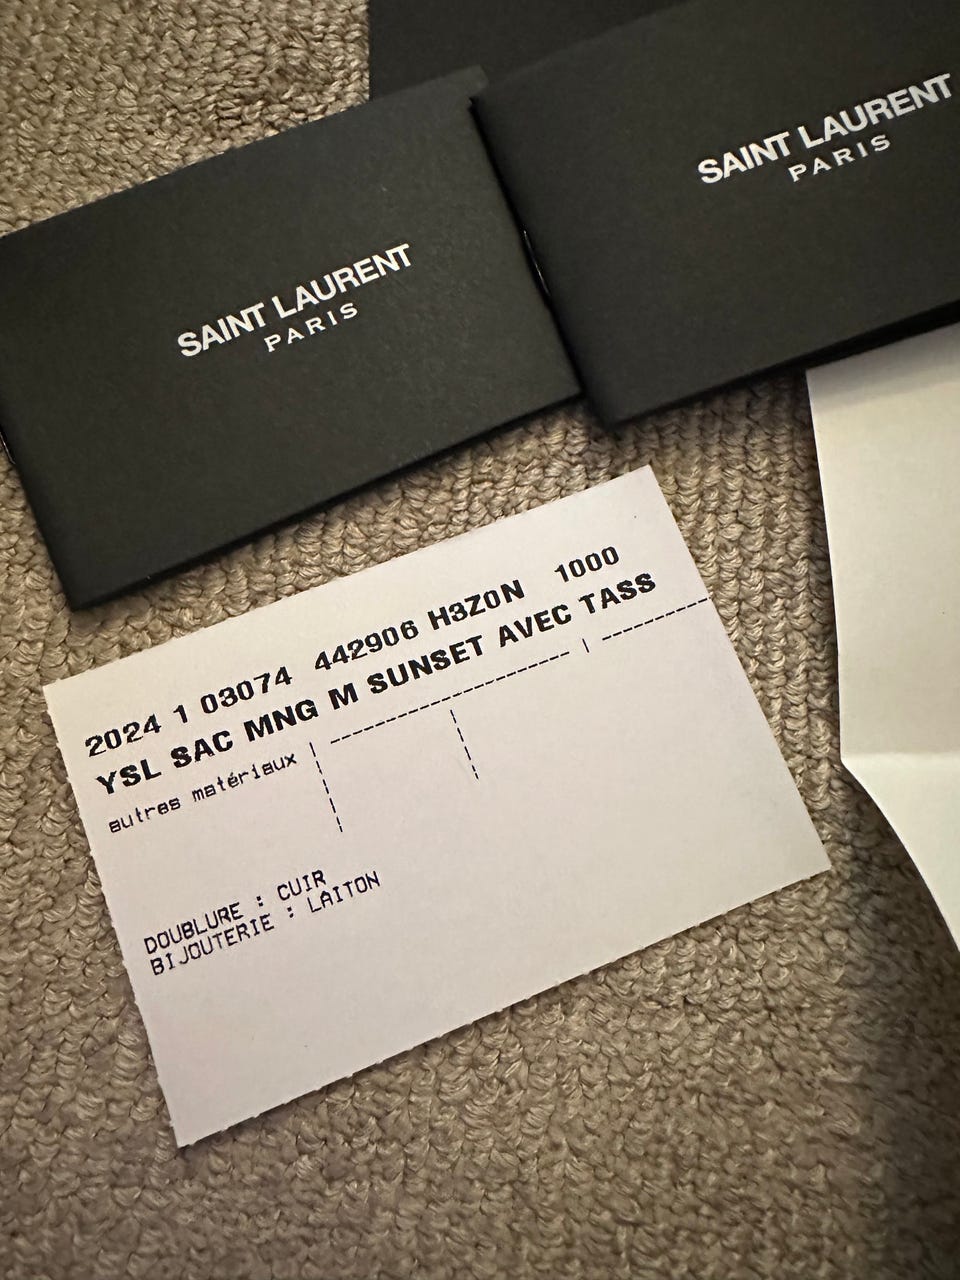 SAINT LAURENT
PARIS
SAINT LAURENT
PARIS
2024 1 03074 442906 H3Z0N 1000
YSL SAC MNG M SUNSET AVEC TASS
autres matériaux
DOUBLURE : CUIR
BIJOUTERIE : LAITON